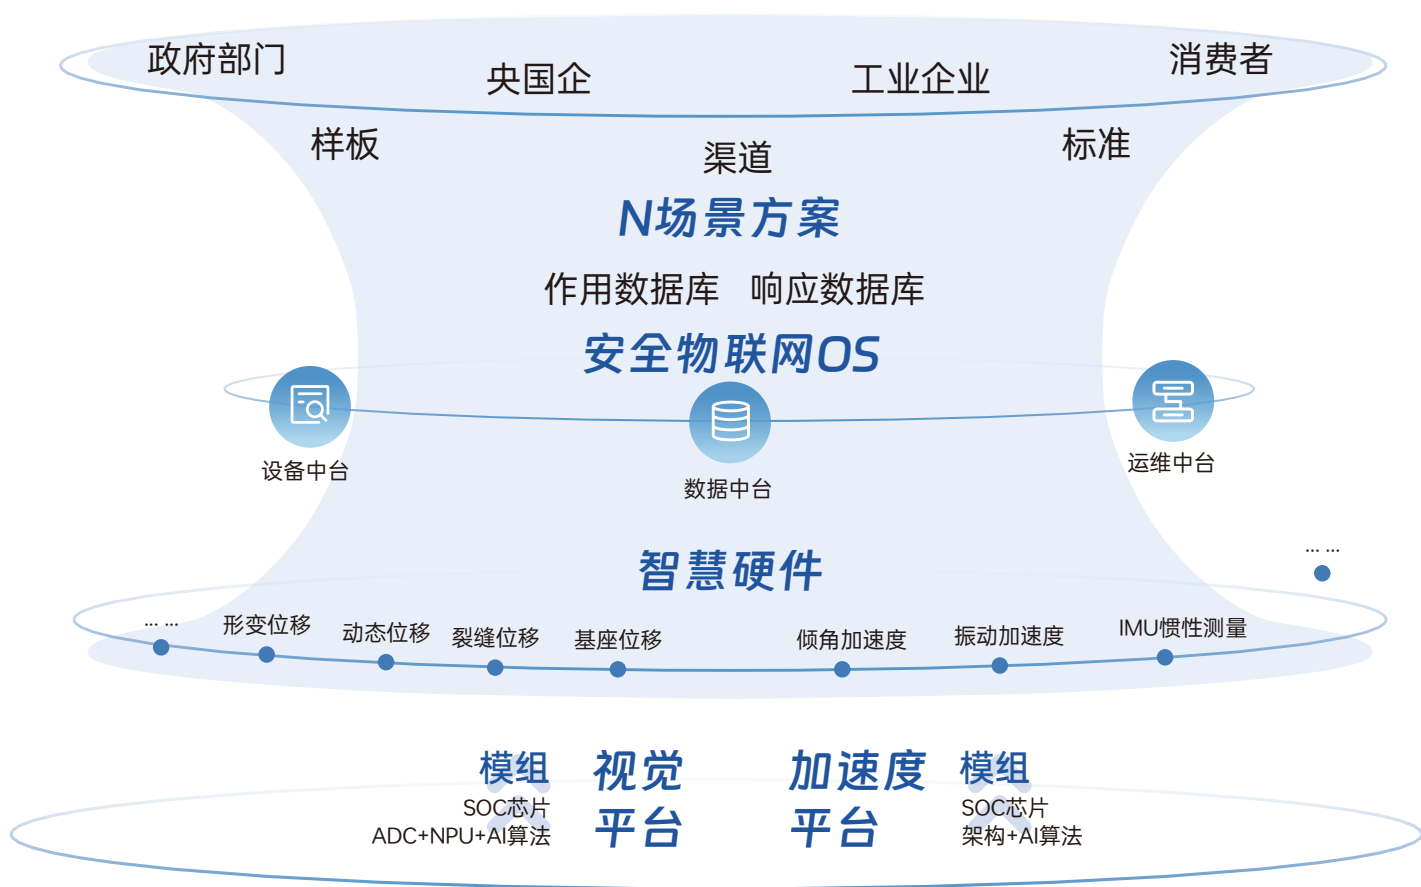 政府部门
央国企
工业企业
消费者
样板
渠道
标准
N场景方案
作用数据库 响应数据库
安全物联网OS
设备中台
数据中台
运维中台
智慧硬件
... ...
... ...
形变位移
动态位移
裂缝位移
基座位移
倾角加速度
振动加速度
IMU惯性测量
模组
SOC芯片
ADC+NPU+AI算法
视觉
平台
加速度
平台
模组
SOC芯片
架构+AI算法